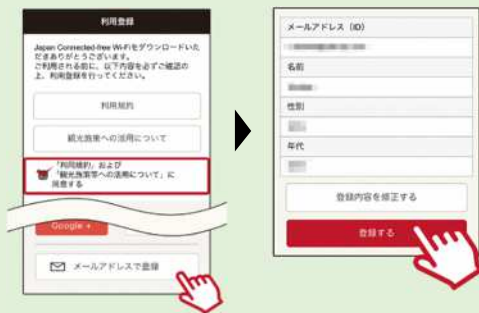 利用登録
Japan Connected-free Wi-Fiをダウンロードいた
だきありがとうございます。
ご利用される前に、以下内容を必ずご確認の
上、利用登録を行ってください。
利用規約
観光施策への活用について
「利用規約」および
「観光施策等への活用について」に
同意する
Google +
メールアドレスで登録
メールアドレス（ID）
名前
性別
年代
登録内容を修正する
登録する